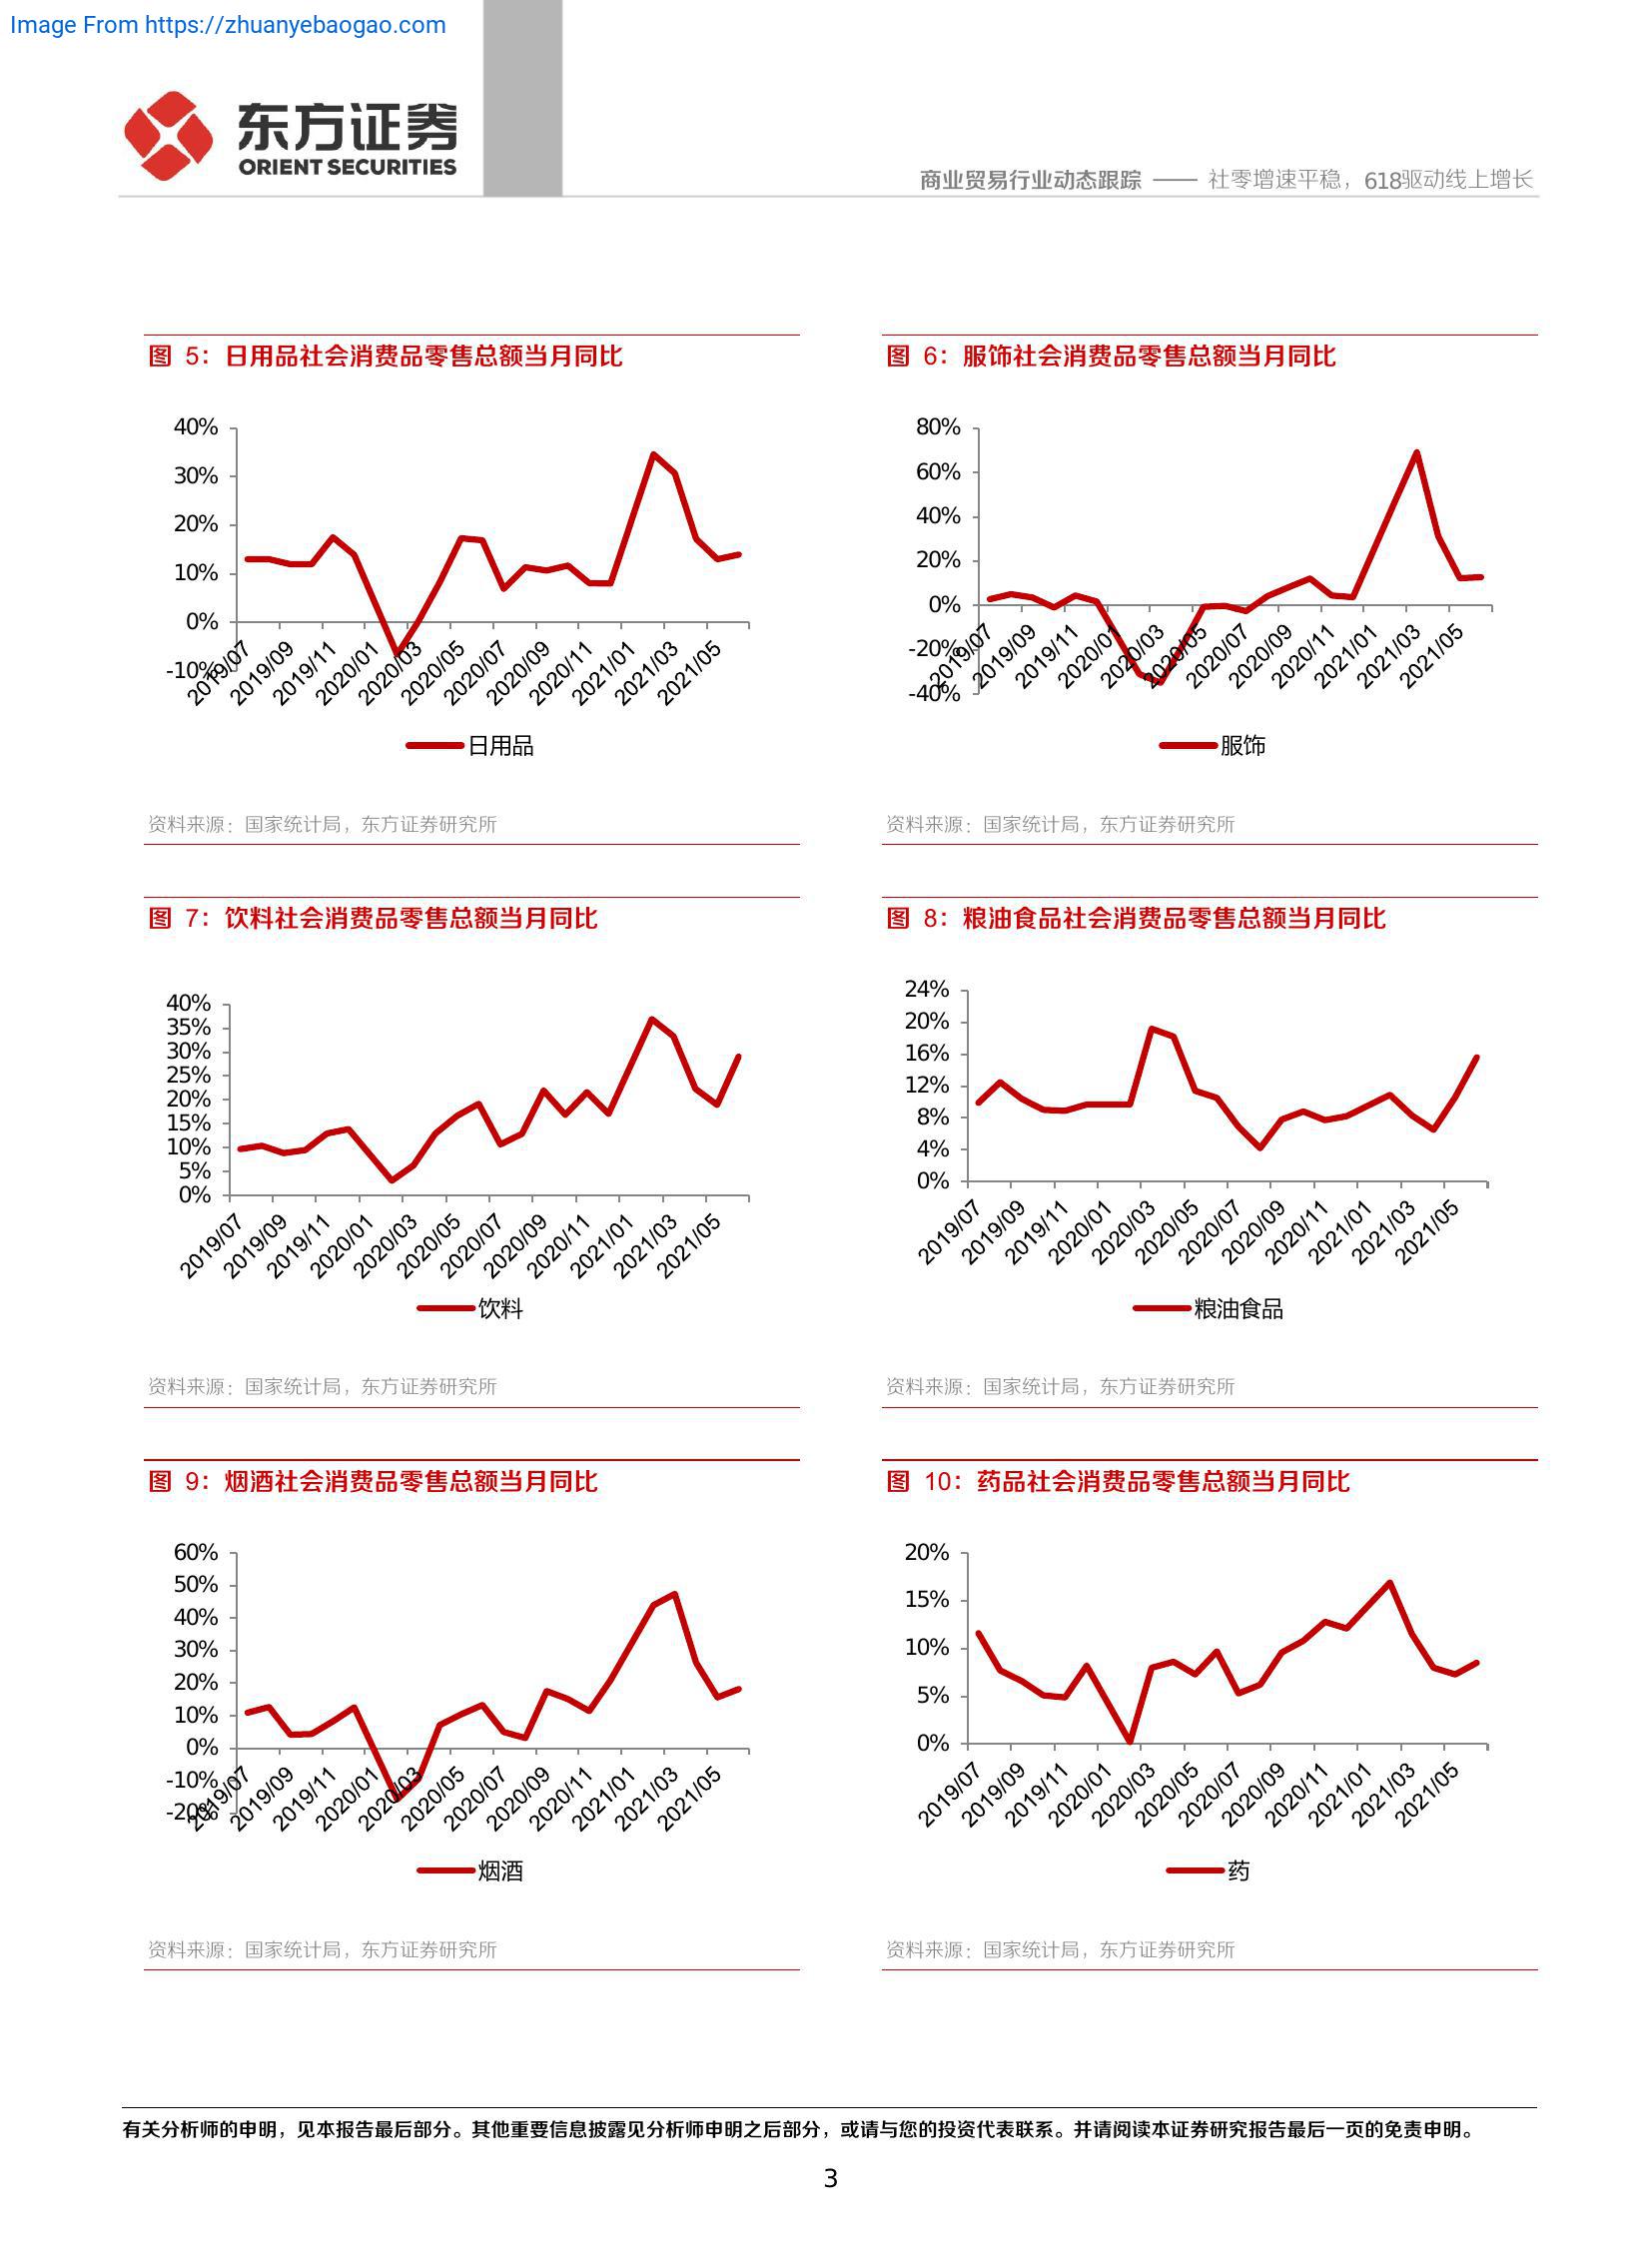 Image From https://zhuanyebaogao.com
东方证券
ORIENT SECURITIES
商业贸易行业动态跟踪 —— 社零增速平稳，618驱动线上增长
图 5：日用品社会消费品零售总额当月同比
40%
30%
20%
10%
0%
-10%
2019/07 2019/09 2019/11 2020/01 2020/03 2020/05 2020/07 2020/09 2020/11 2021/01 2021/03 2021/05
日用品
资料来源：国家统计局，东方证券研究所
图 6：服饰社会消费品零售总额当月同比
80%
60%
40%
20%
0%
-20%
-40%
2019/07 2019/09 2019/11 2020/01 2020/03 2020/05 2020/07 2020/09 2020/11 2021/01 2021/03 2021/05
服饰
资料来源：国家统计局，东方证券研究所
图 7：饮料社会消费品零售总额当月同比
40%
35%
30%
25%
20%
15%
10%
5%
0%
2019/07 2019/09 2019/11 2020/01 2020/03 2020/05 2020/07 2020/09 2020/11 2021/01 2021/03 2021/05
饮料
资料来源：国家统计局，东方证券研究所
图 8：粮油食品社会消费品零售总额当月同比
24%
20%
16%
12%
8%
4%
0%
2019/07 2019/09 2019/11 2020/01 2020/03 2020/05 2020/07 2020/09 2020/11 2021/01 2021/03 2021/05
粮油食品
资料来源：国家统计局，东方证券研究所
图 9：烟酒社会消费品零售总额当月同比
60%
50%
40%
30%
20%
10%
0%
-10%
-20%
2019/07 2019/09 2019/11 2020/01 2020/03 2020/05 2020/07 2020/09 2020/11 2021/01 2021/03 2021/05
烟酒
资料来源：国家统计局，东方证券研究所
图 10：药品社会消费品零售总额当月同比
20%
15%
10%
5%
0%
2019/07 2019/09 2019/11 2020/01 2020/03 2020/05 2020/07 2020/09 2020/11 2021/01 2021/03 2021/05
药
资料来源：国家统计局，东方证券研究所
有关分析师的申明，见本报告最后部分。其他重要信息披露见分析师申明之后部分，或请与您的投资代表联系。并请阅读本证券研究报告最后一页的免责申明。
3